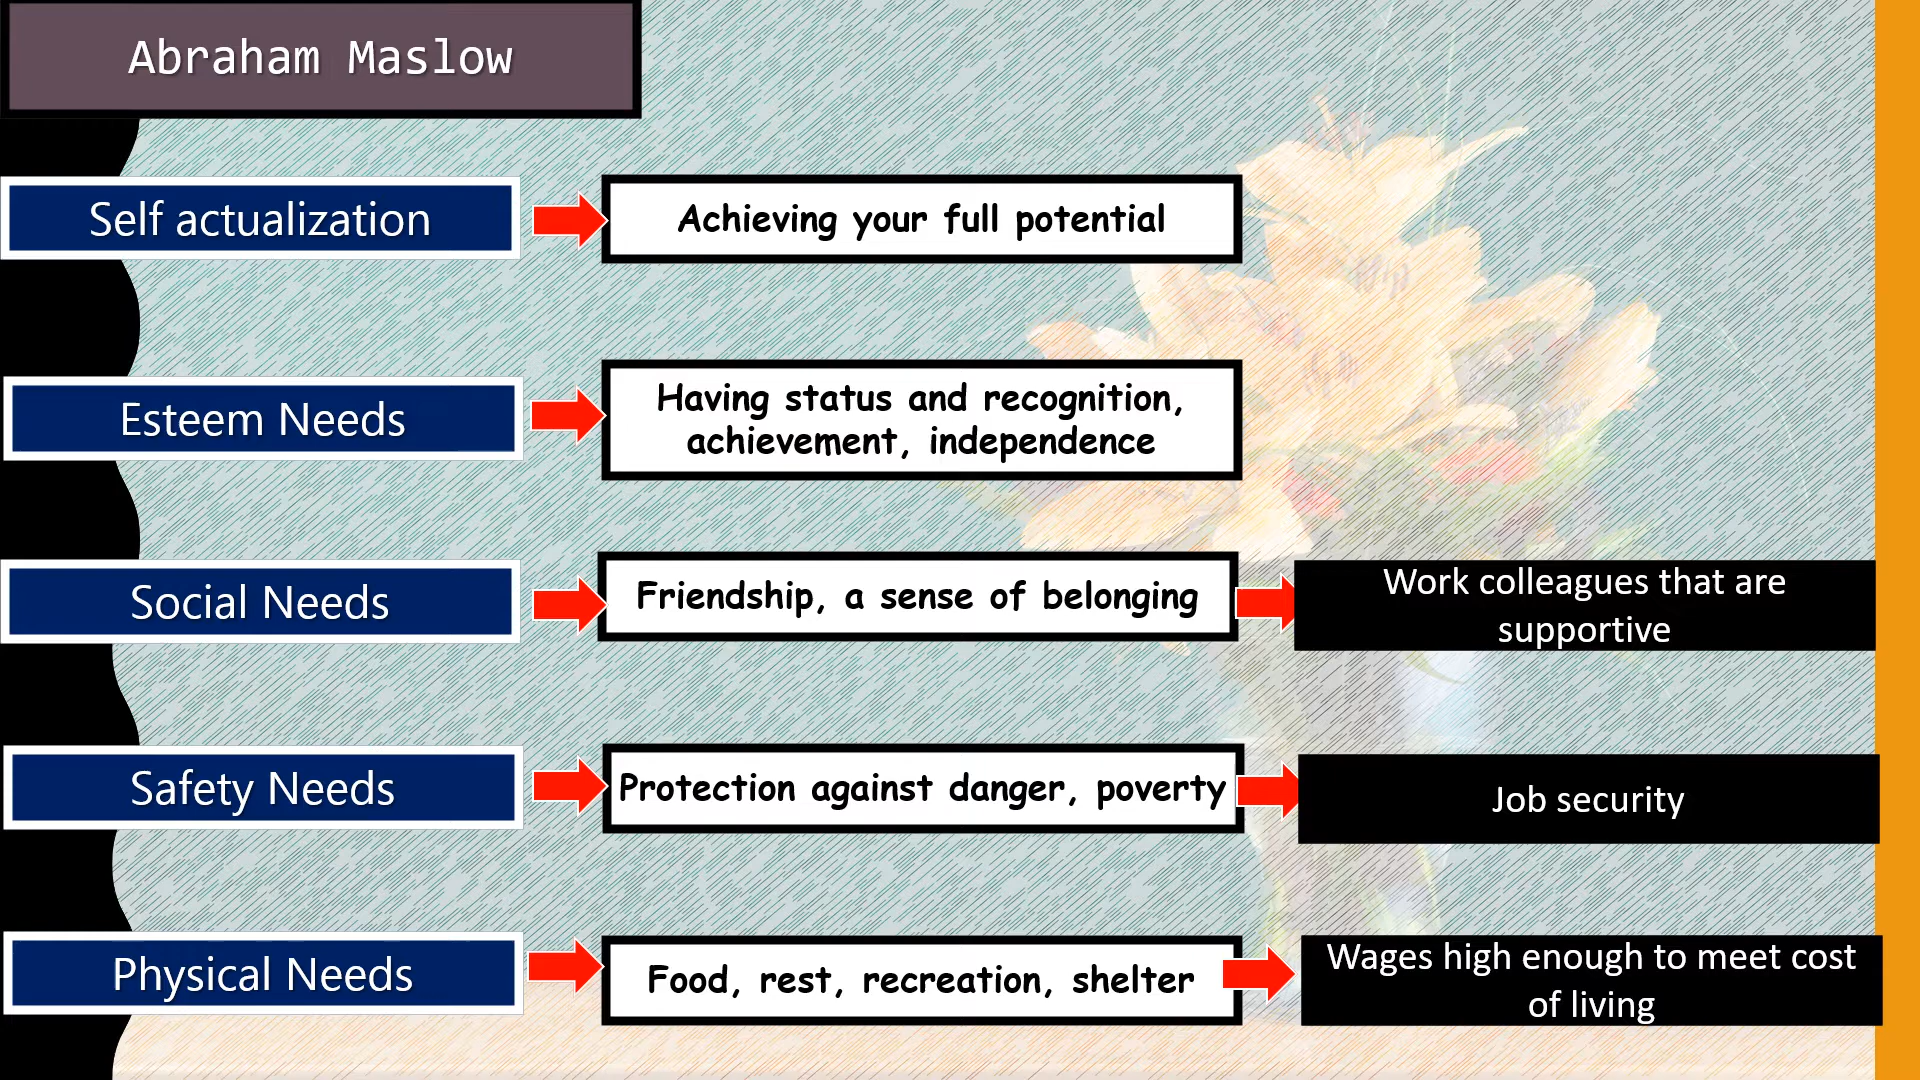 Abraham Maslow
Self actualization
Achieving your full potential
Esteem Needs
Having status and recognition,
achievement, independence
Social Needs
Friendship, a sense of belonging
Work colleagues that are
supportive
Safety Needs
Protection against danger, poverty
Job security
Physical Needs
Food, rest, recreation, shelter
Wages high enough to meet cost
of living